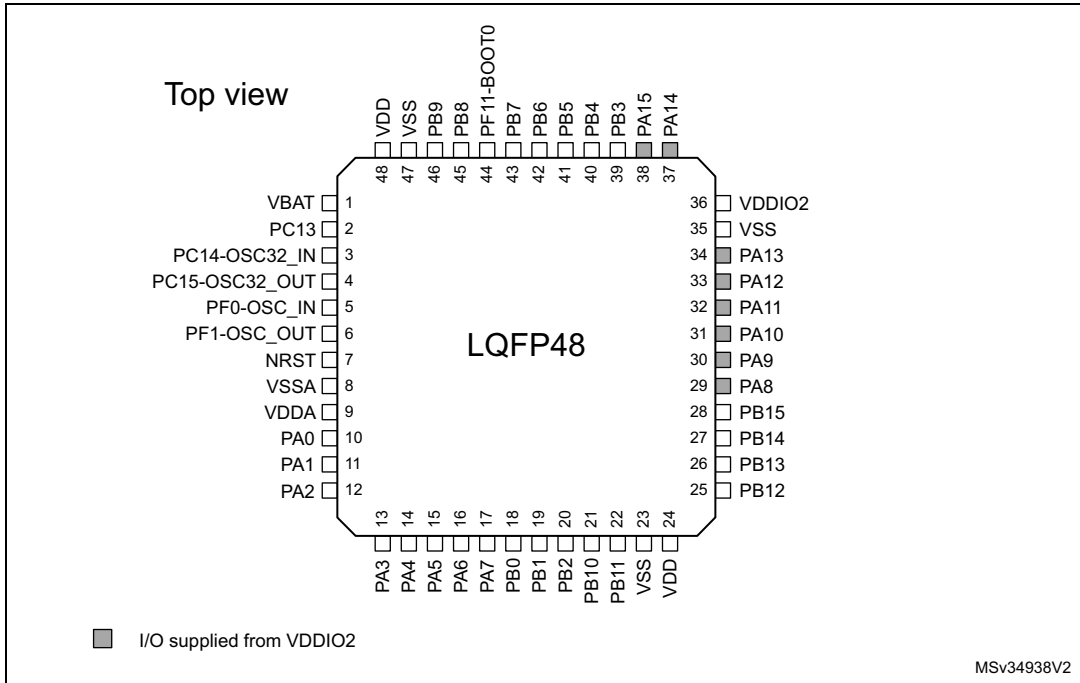 Top view
48 VDD
47 VSS
46 PB9
45 PB8
44 PF11-BOOT0
43 PB7
42 PB6
41 PB5
40 PB4
39 PB3
38 PA15
37 PA14
VBAT 1
PC13 2
PC14-OSC32_IN 3
PC15-OSC32_OUT 4
PF0-OSC_IN 5
PF1-OSC_OUT 6
NRST 7
VSSA 8
VDDA 9
PA0 10
PA1 11
PA2 12
LQFP48
36 VDDIO2
35 VSS
34 PA13
33 PA12
32 PA11
31 PA10
30 PA9
29 PA8
28 PB15
27 PB14
26 PB13
25 PB12
13 PA3
14 PA4
15 PA5
16 PA6
17 PA7
18 PB0
19 PB1
20 PB2
21 PB10
22 PB11
23 VSS
24 VDD
I/O supplied from VDDIO2
MSv34938V2